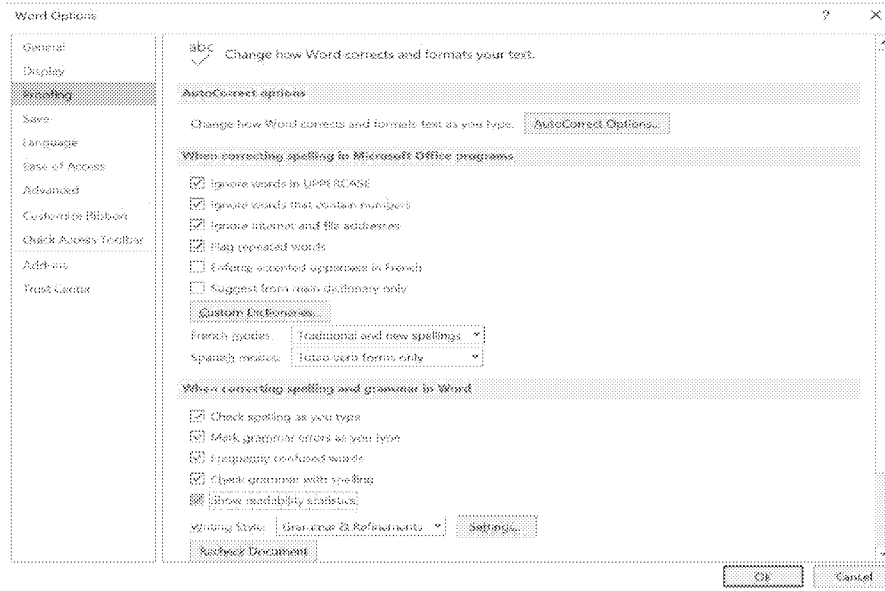 Word Options
?
General
Display
Proofing
Save
Language
Ease of Access
Advanced
Customize Ribbon
Quick Access Toolbar
Add-ins
Trust Center
abc
Change how Word corrects and formats your text.
AutoCorrect options
Change how Word corrects and formats text as you type: AutoCorrect Options...
When correcting spelling in Microsoft Office programs
Ignore words in UPPERCASE
Ignore words that contain numbers
Ignore Internet and file addresses
Flag repeated words
Enforce accented uppercase in French
Suggest from main dictionary only
Custom Dictionaries...
French modes: Traditional and new spellings
Spanish modes: Tuteo verb forms only
When correcting spelling and grammar in Word
Check spelling as you type
Mark grammar errors as you type
Frequently confused words
Check grammar with spelling
Show readability statistics
Writing Style: Grammar & Refinements Settings...
Recheck Document
OK
Cancel